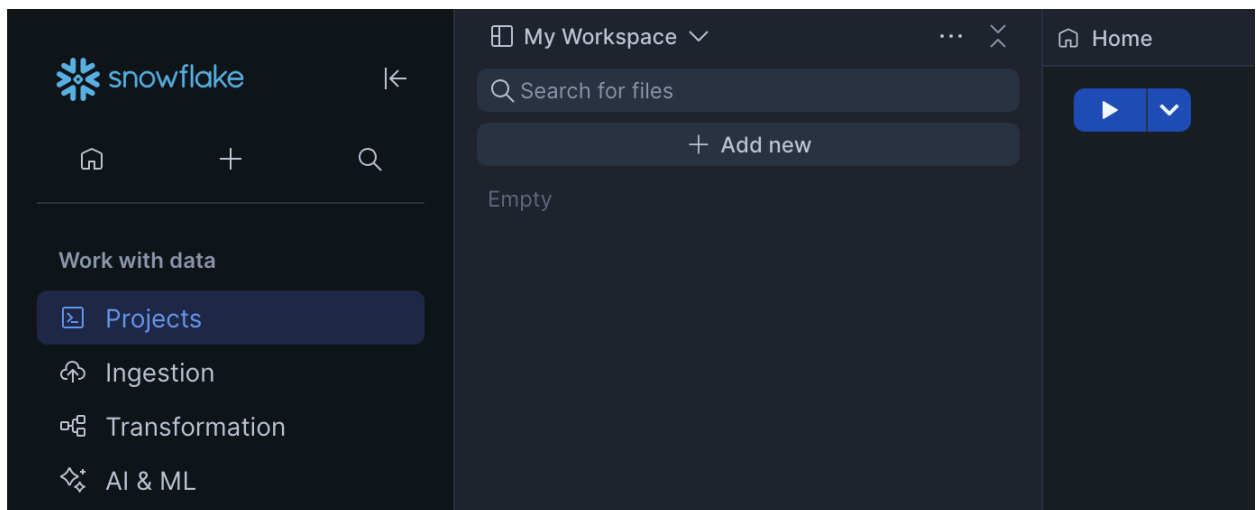 snowflake
Work with data
Projects
Ingestion
Transformation
AI & ML
My Workspace
Search for files
Add new
Empty
Home